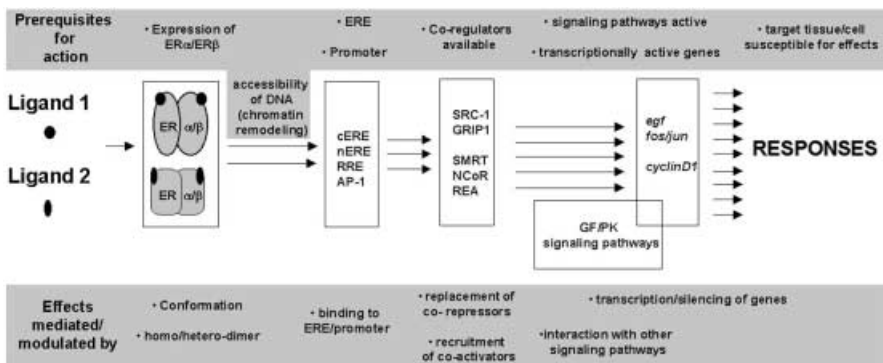 Prerequisites
for
action
• Expression of
ERα/ERβ
• ERE
• Promoter
• Co-regulators
available
• signaling pathways active
• transcriptionally active genes
• target tissue/cell
susceptible for effects
Ligand 1
Ligand 2
ER α/β
ER α/β
accessibility
of DNA
(chromatin
remodeling)
cERE
nERE
RRE
AP-1
SRC-1
GRIP1
SMRT
NCoR
REA
egf
fos/jun
cyclinD1
GF/PK
signaling pathways
RESPONSES
Effects
mediated/
modulated by
• Conformation
• homo/hetero-dimer
• binding to
ERE/promoter
• replacement of
co- repressors
• recruitment
of co-activators
• transcription/silencing of genes
•interaction with other
signaling pathways